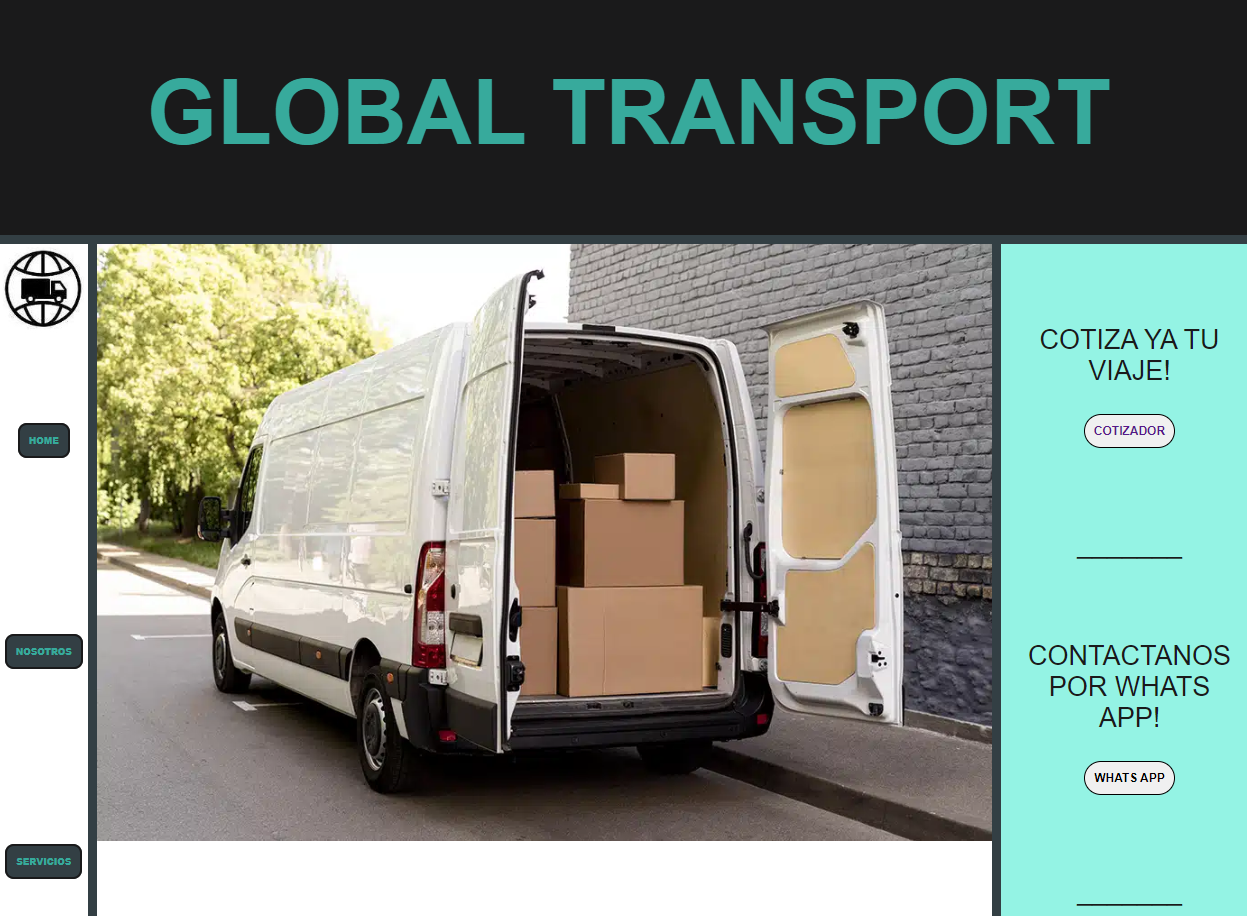 GLOBAL TRANSPORT
HOME
NOSOTROS
SERVICIOS
COTIZA YA TU
VIAJE!
COTIZADOR
CONTACTANOS
POR WHATS
APP!
WHATS APP